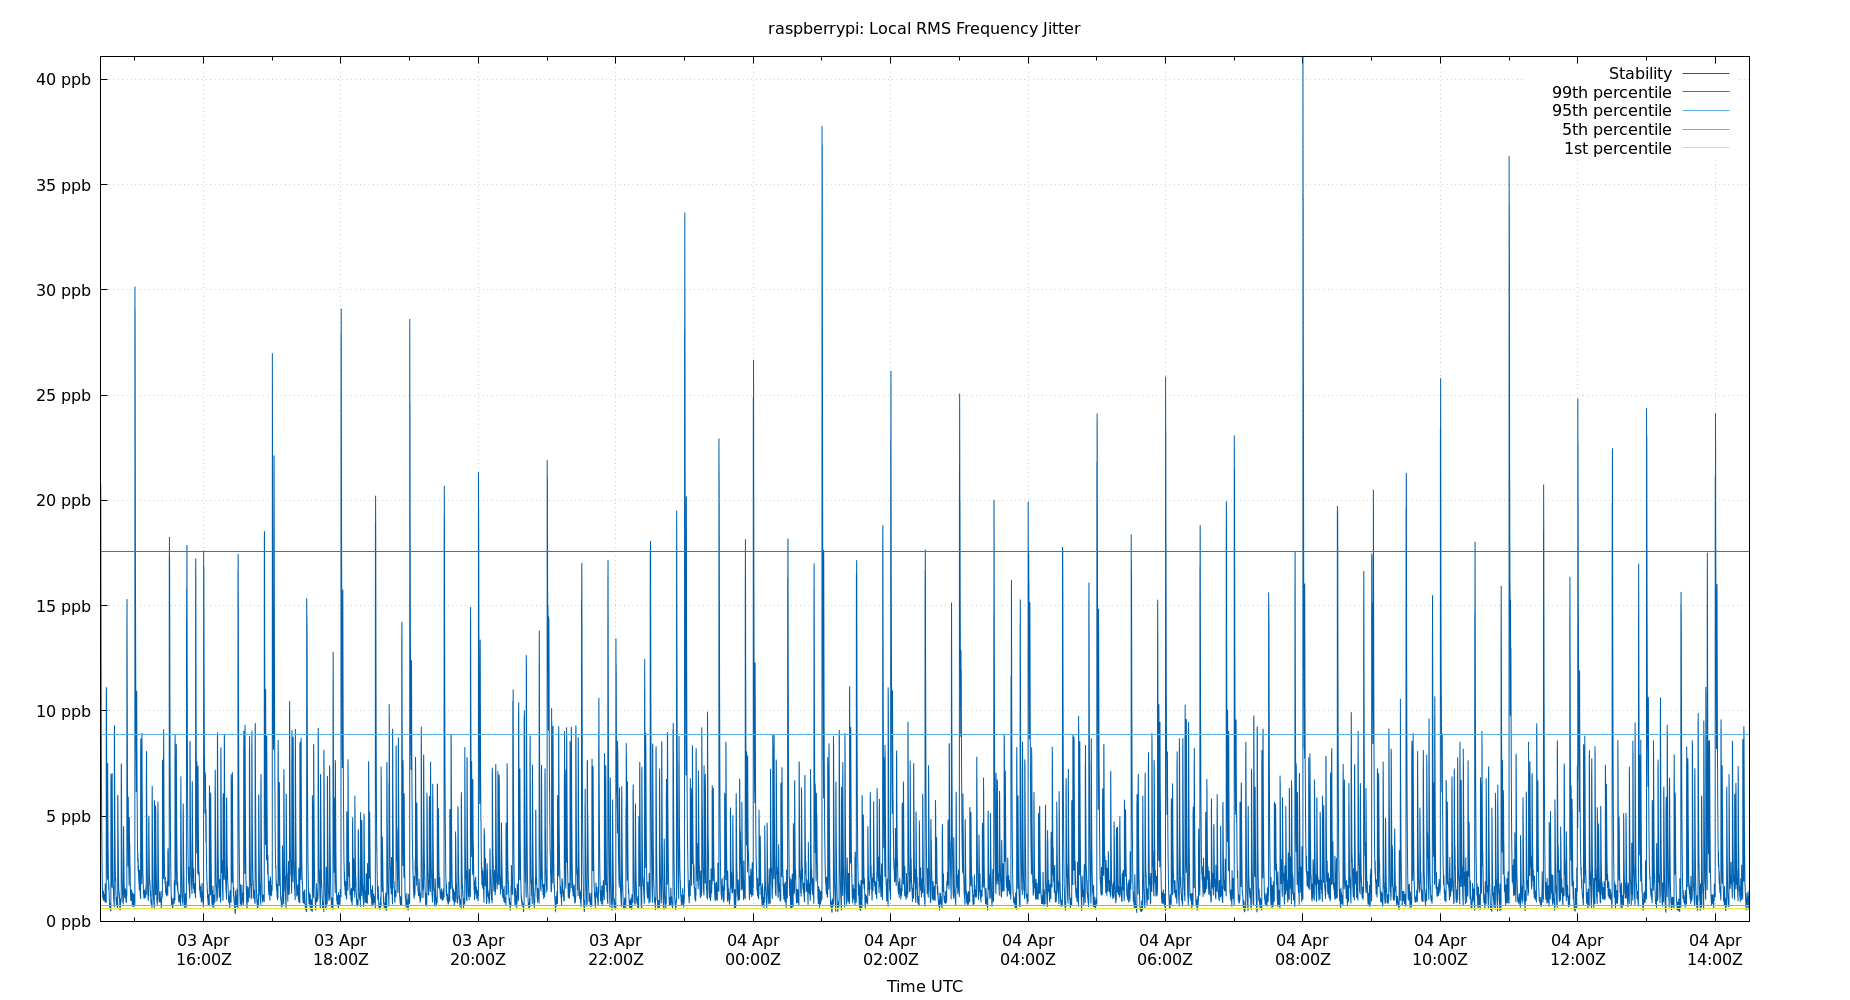 raspberrypi: Local RMS Frequency Jitter
40 ppb
35 ppb
30 ppb
25 ppb
20 ppb
15 ppb
10 ppb
5 ppb
0 ppb
Stability
99th percentile
95th percentile
5th percentile
1st percentile
03 Apr 03 Apr 03 Apr 03 Apr 04 Apr 04 Apr 04 Apr 04 Apr 04 Apr 04 Apr 04 Apr 04 Apr
16:00Z 18:00Z 20:00Z 22:00Z 00:00Z 02:00Z 04:00Z 06:00Z 08:00Z 10:00Z 12:00Z 14:00Z
Time UTC